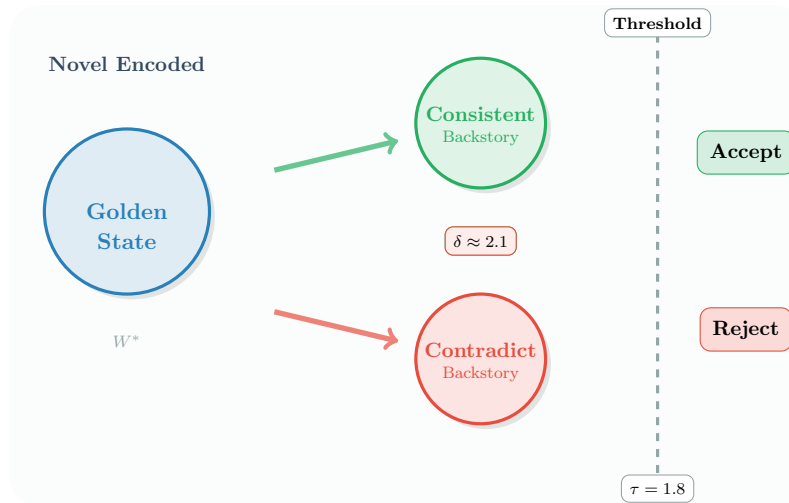 Threshold
Novel Encoded
Consistent
Backstory
Accept
Golden
State
δ ≈ 2.1
Reject
W*
Contradict
Backstory
τ = 1.8